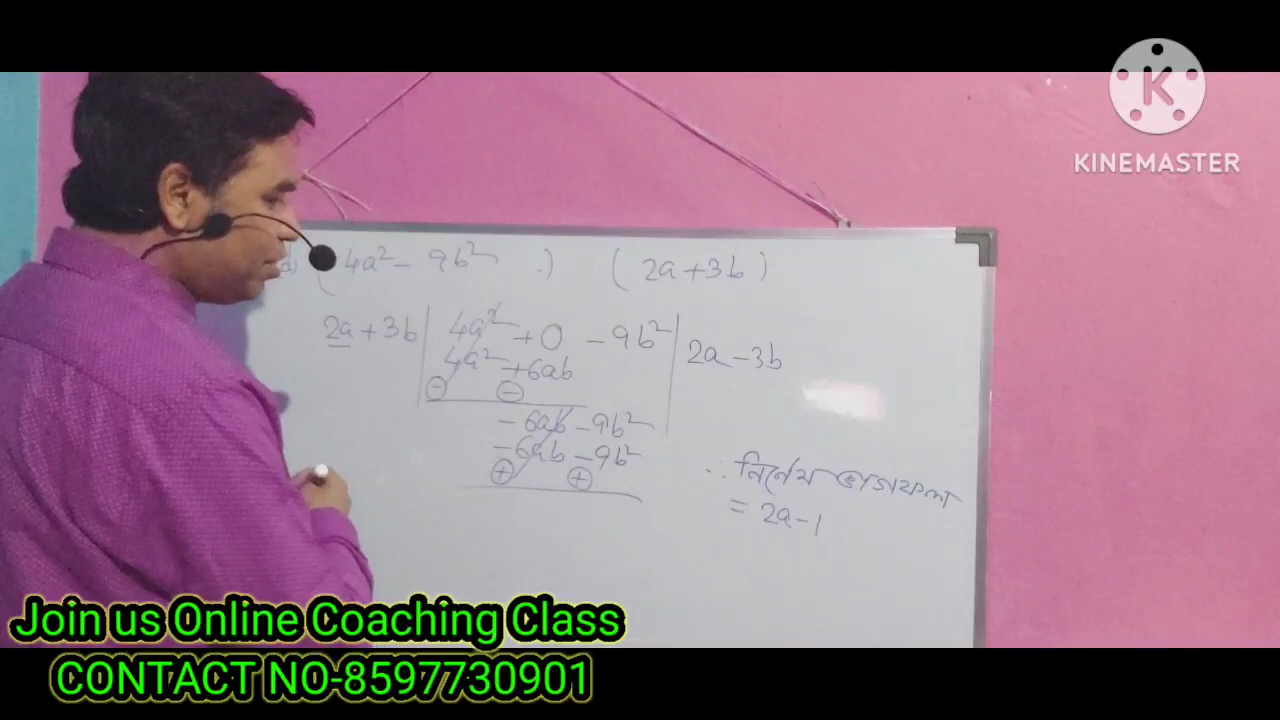 KINEMASTER
d) (4a² - 9b² ) (2a + 3b)
2a + 3b | 4a² + 0 - 9b² | 2a - 3b
4a² + 6ab
- 6ab - 9b²
- 6ab - 9b²
∴ নির্ণেয় ভাগফল
= 2a - 1
Join us Online Coaching Class
CONTACT NO-8597730901